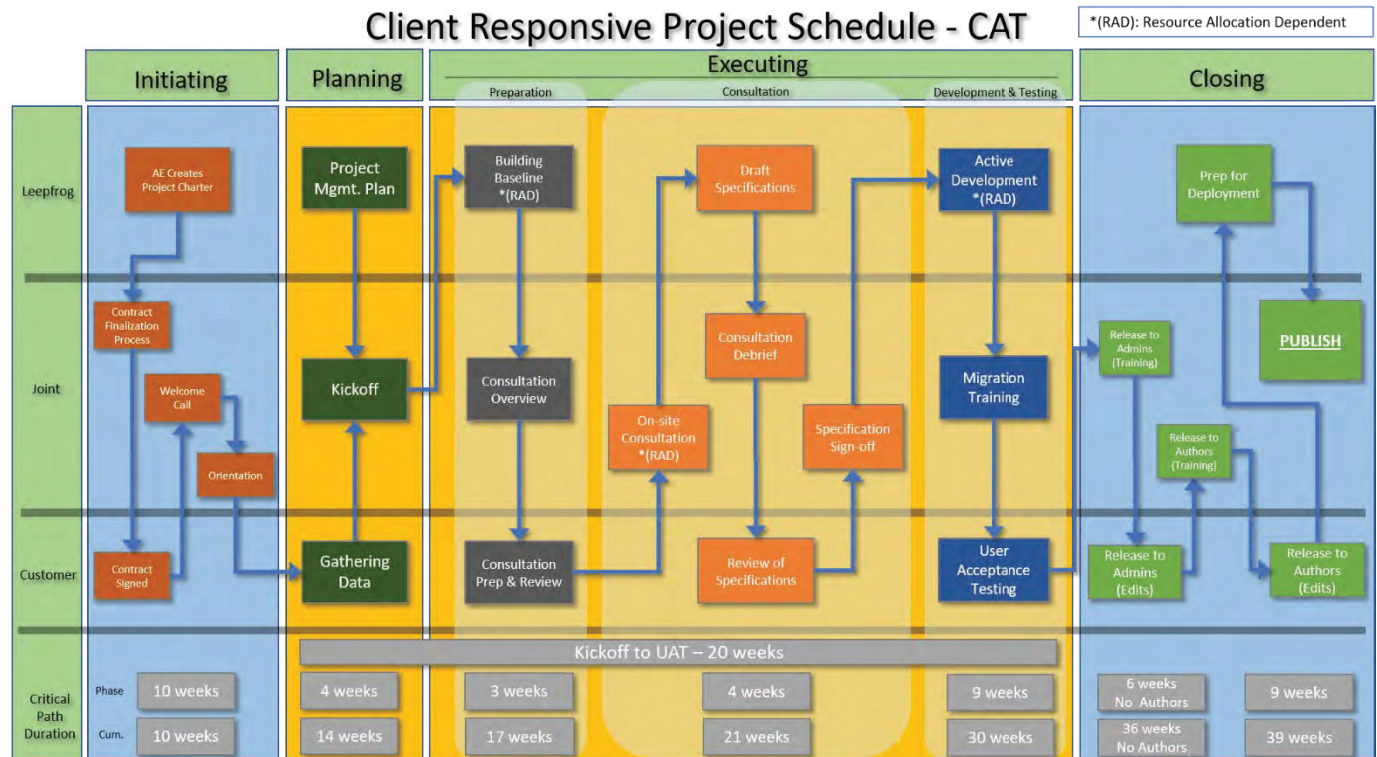 Client Responsive Project Schedule - CAT
*(RAD): Resource Allocation Dependent
Initiating
Planning
Executing
Closing
Preparation
Consultation
Development & Testing
Leepfrog
AE Creates
Project Charter
Project
Mgmt. Plan
Building
Baseline
*(RAD)
Draft
Specifications
Active
Development
*(RAD)
Prep for
Deployment
Joint
Contract
Finalization
Process
Welcome
Call
Orientation
Kickoff
Consultation
Overview
On-site
Consultation
*(RAD)
Consultation
Debrief
Specification
Sign-off
Migration
Training
Release to
Admins
(Training)
Release to
Authors
(Training)
PUBLISH
Customer
Contract
Signed
Gathering
Data
Consultation
Prep & Review
Review of
Specifications
User
Acceptance
Testing
Release to
Admins
(Edits)
Release to
Authors
(Edits)
Kickoff to UAT – 20 weeks
Critical
Path
Duration
Phase
10 weeks
4 weeks
3 weeks
4 weeks
9 weeks
6 weeks
No Authors
9 weeks
Cum.
10 weeks
14 weeks
17 weeks
21 weeks
30 weeks
36 weeks
No Authors
39 weeks